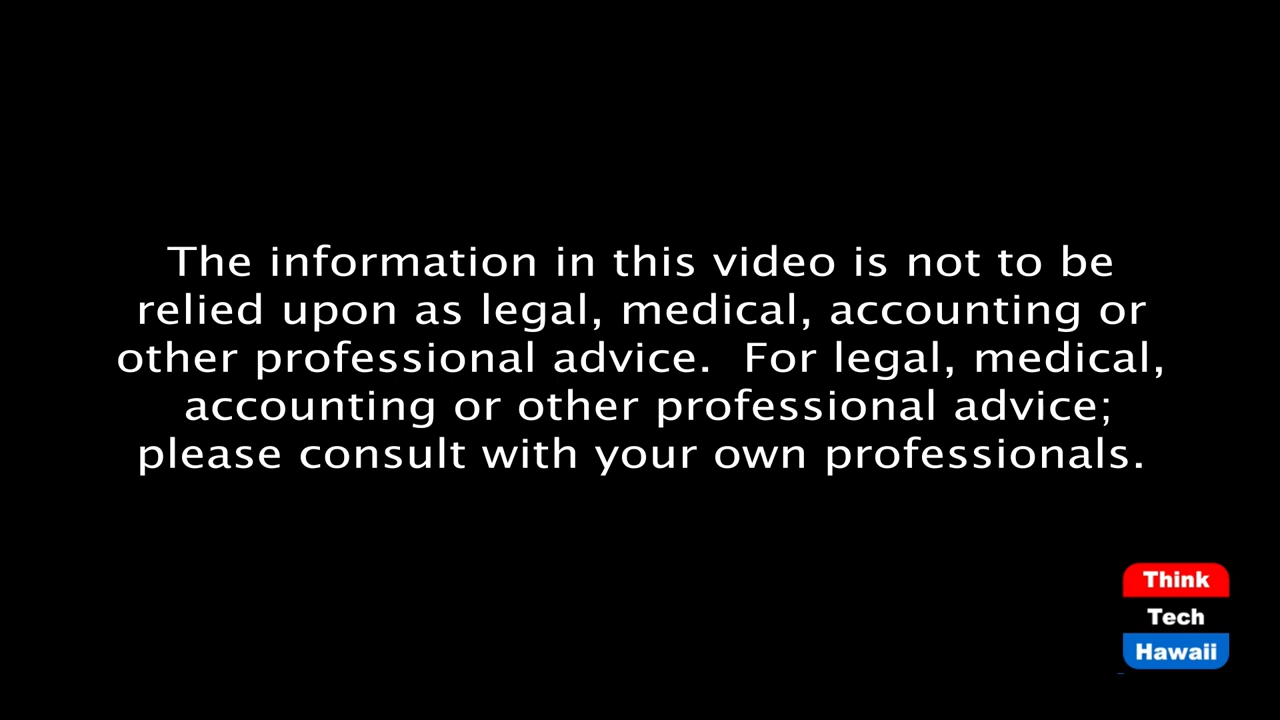 The information in this video is not to be
relied upon as legal, medical, accounting or
other professional advice.  For legal, medical,
accounting or other professional advice;
please consult with your own professionals.
Think
Tech
Hawaii